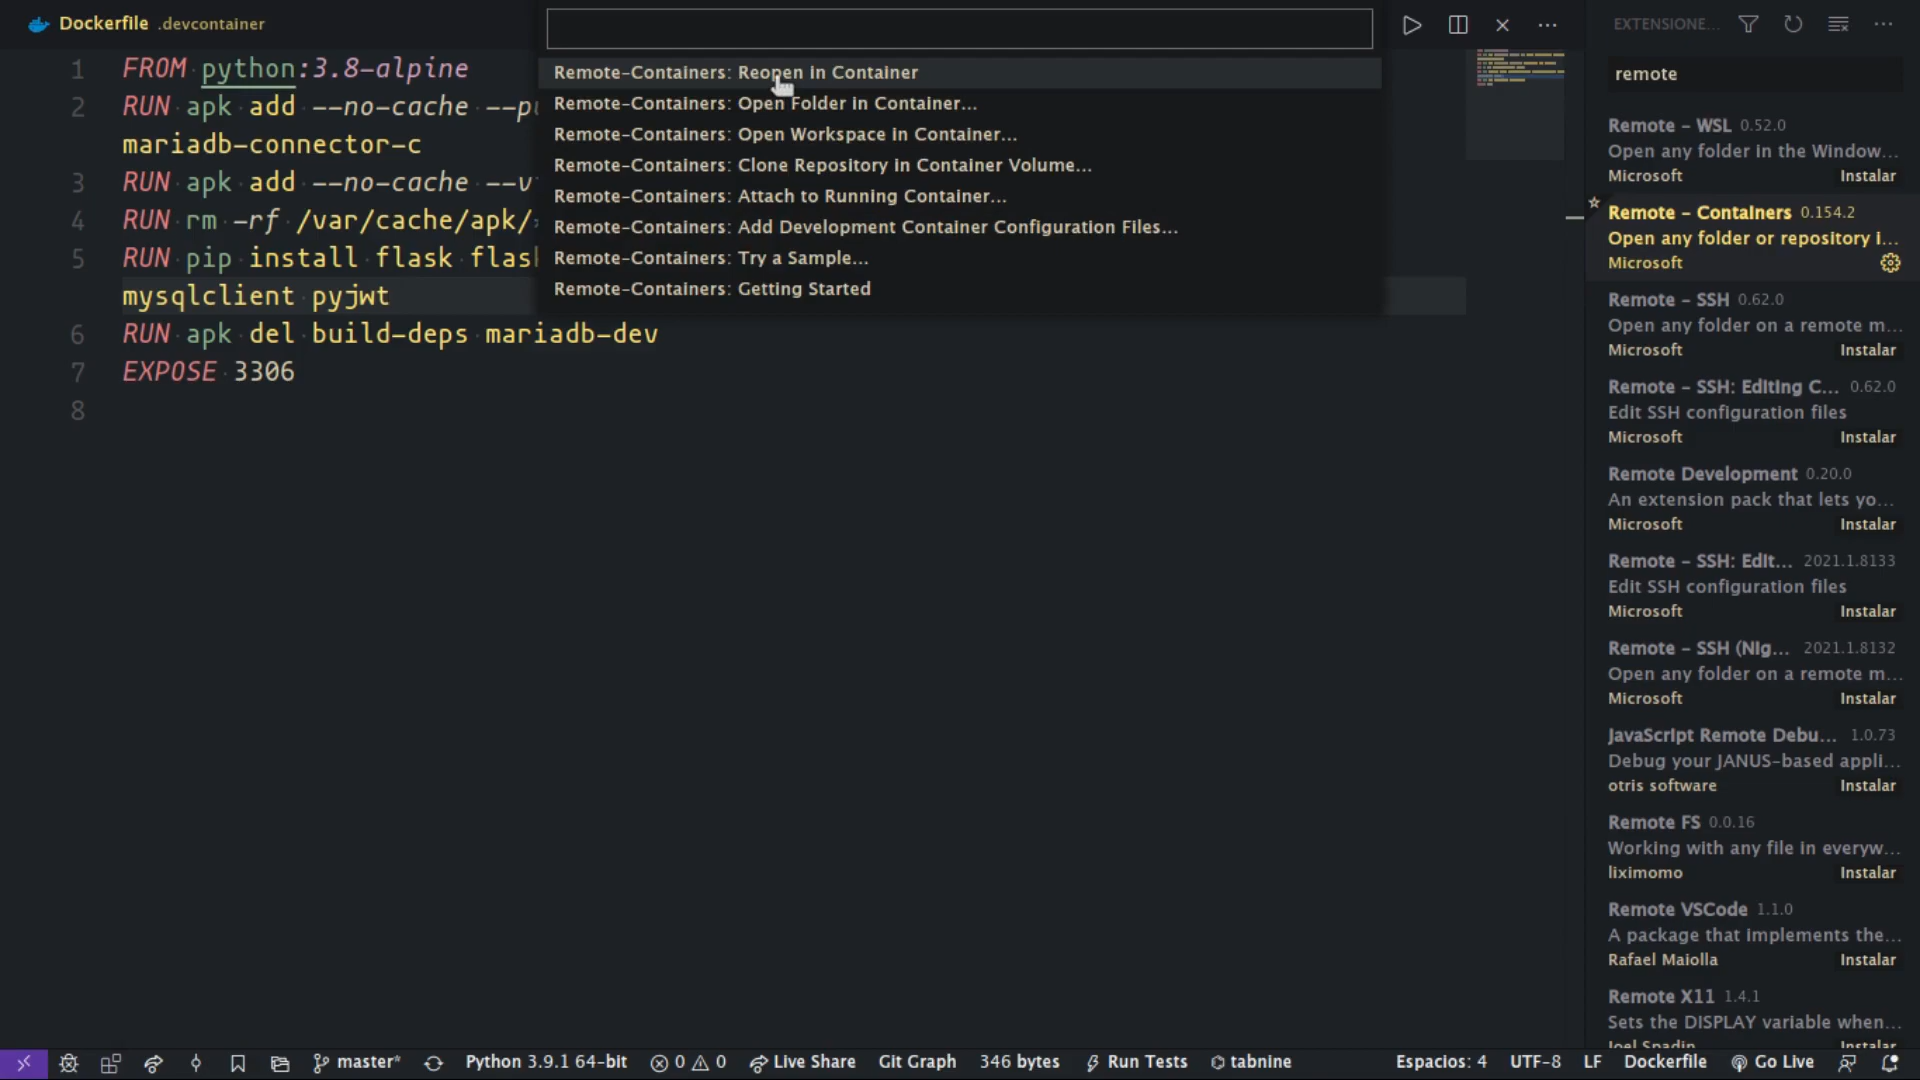 Dockerfile .devcontainer
1 FROM python:3.8-alpine
2 RUN apk add --no-cache
mariadb-connector-c
3 RUN apk add --no-cache
4 RUN rm -rf /var/cache/apk/
5 RUN pip install flask
mysqlclient pyjwt
6 RUN apk del build-deps mariadb-dev
7 EXPOSE 3306
8
Remote-Containers: Reopen in Container
Remote-Containers: Open Folder in Container...
Remote-Containers: Open Workspace in Container...
Remote-Containers: Clone Repository in Container Volume...
Remote-Containers: Attach to Running Container...
Remote-Containers: Add Development Container Configuration Files...
Remote-Containers: Try a Sample...
Remote-Containers: Getting Started
EXTENSIONE...
remote
Remote - WSL 0.52.0
Open any folder in the Window...
Microsoft Instalar
Remote - Containers 0.154.2
Open any folder or repository i...
Microsoft
Remote - SSH 0.62.0
Open any folder on a remote m...
Microsoft Instalar
Remote - SSH: Editing C... 0.62.0
Edit SSH configuration files
Microsoft Instalar
Remote Development 0.20.0
An extension pack that lets yo...
Microsoft Instalar
Remote - SSH: Edit... 2021.1.8133
Edit SSH configuration files
Microsoft Instalar
Remote - SSH (Nig... 2021.1.8132
Open any folder on a remote m...
Microsoft Instalar
JavaScript Remote Debu... 1.0.73
Debug your JANUS-based appli...
otris software Instalar
Remote FS 0.0.16
Working with any file in everyw...
liximomo Instalar
Remote VSCode 1.1.0
A package that implements the...
Rafael Maiolla Instalar
Remote X11 1.4.1
Sets the DISPLAY variable when...
Joel Spadin Instalar
master* Python 3.9.1 64-bit 0 0 Live Share Git Graph 346 bytes Run Tests tabnine Espacios: 4 UTF-8 LF Dockerfile Go Live